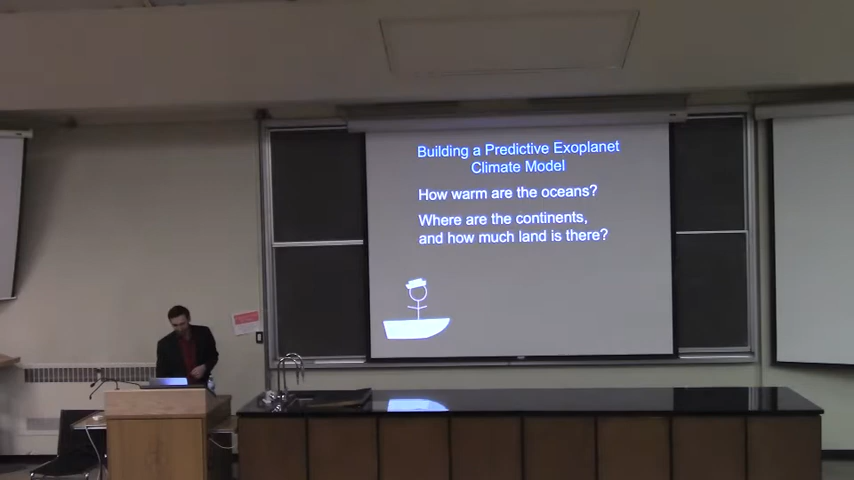 Building a Predictive Exoplanet
Climate Model
How warm are the oceans?
Where are the continents,
and how much land is there?